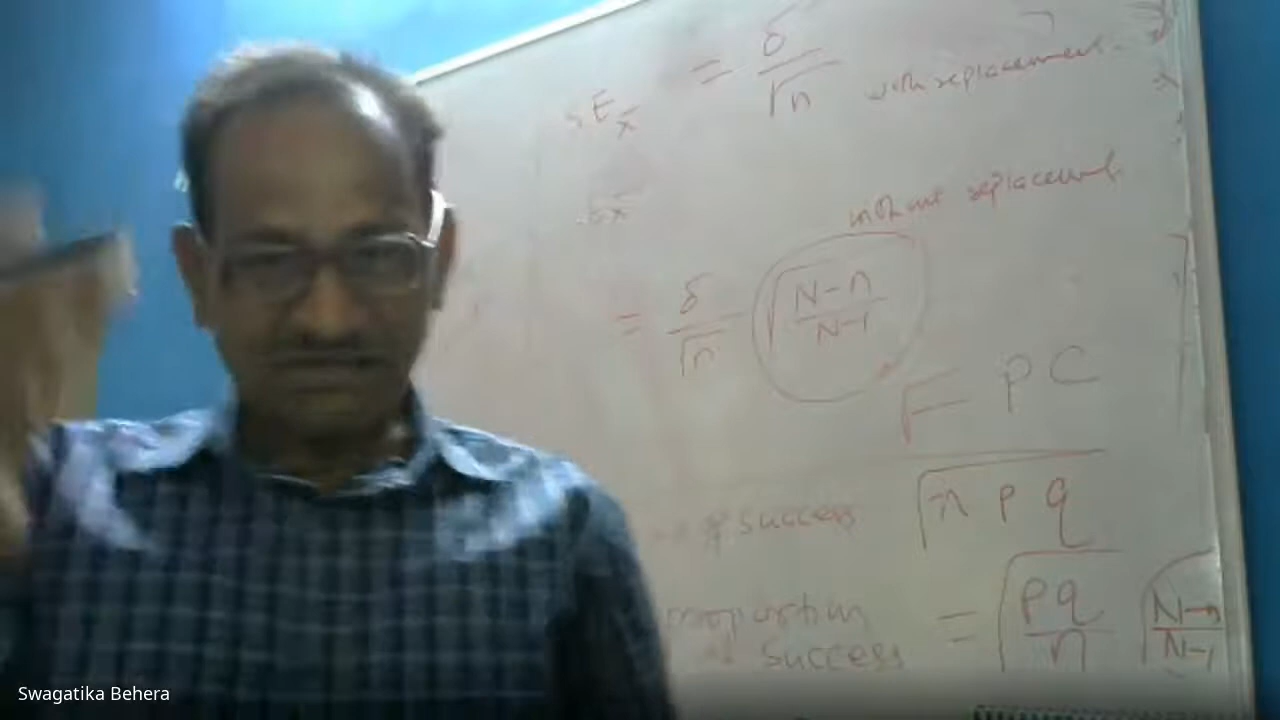 SE x̄ = σ/√n with replacement
without replacement
= σ/√n √(N-n/N-1)
FPC
success √npq
proportion = √(pq/n) √(N-n/N-1)
success
Swagatika Behera